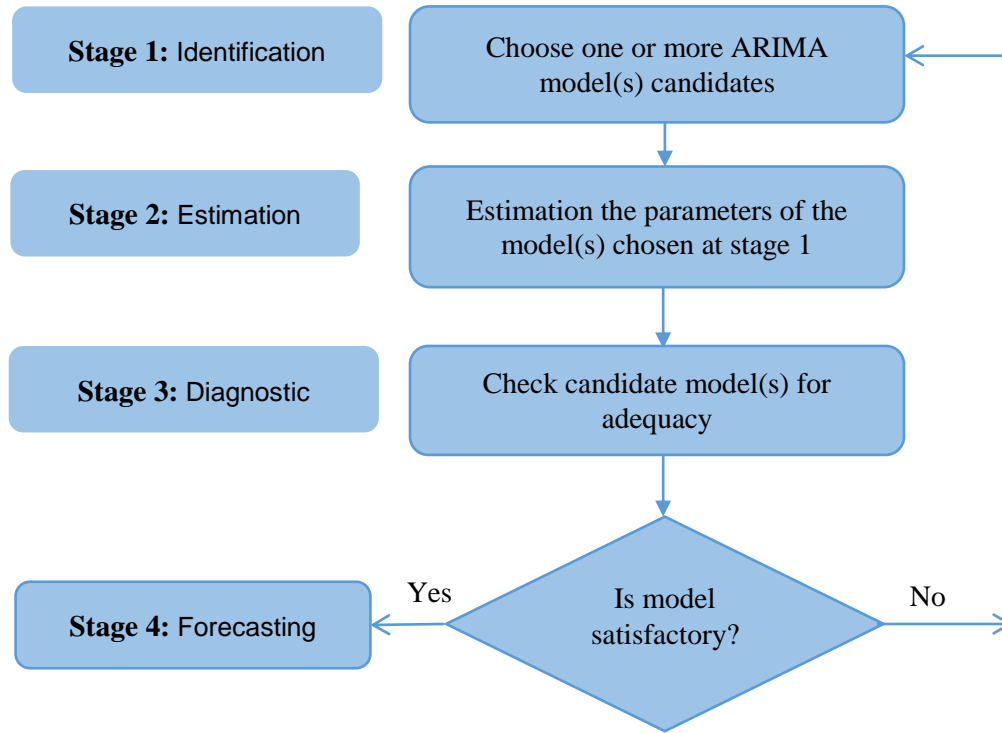 Stage 1: Identification
Choose one or more ARIMA
model(s) candidates
Stage 2: Estimation
Estimation the parameters of the
model(s) chosen at stage 1
Stage 3: Diagnostic
Check candidate model(s) for
adequacy
Stage 4: Forecasting
Yes
Is model
satisfactory?
No